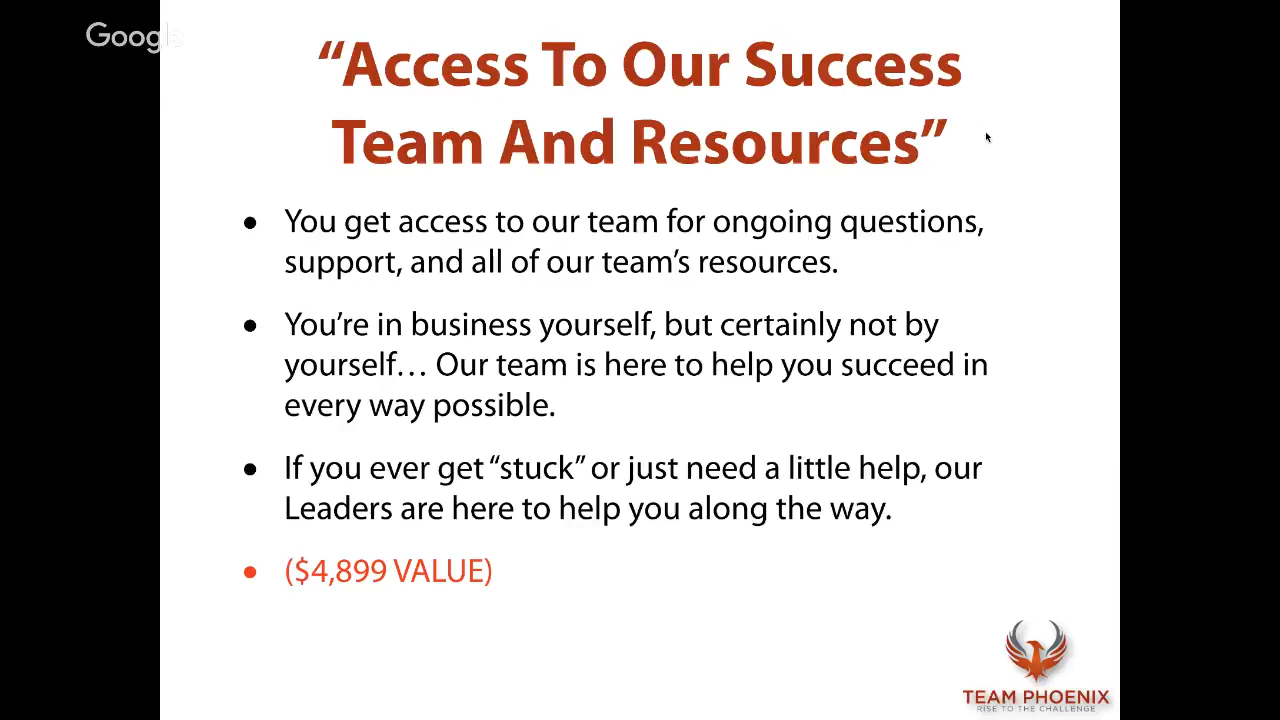 Google
“Access To Our Success
Team And Resources”
• You get access to our team for ongoing questions,
support, and all of our team’s resources.
• You’re in business yourself, but certainly not by
yourself… Our team is here to help you succeed in
every way possible.
• If you ever get “stuck” or just need a little help, our
Leaders are here to help you along the way.
• ($4,899 VALUE)
TEAM PHOENIX
RISE TO THE CHALLENGE